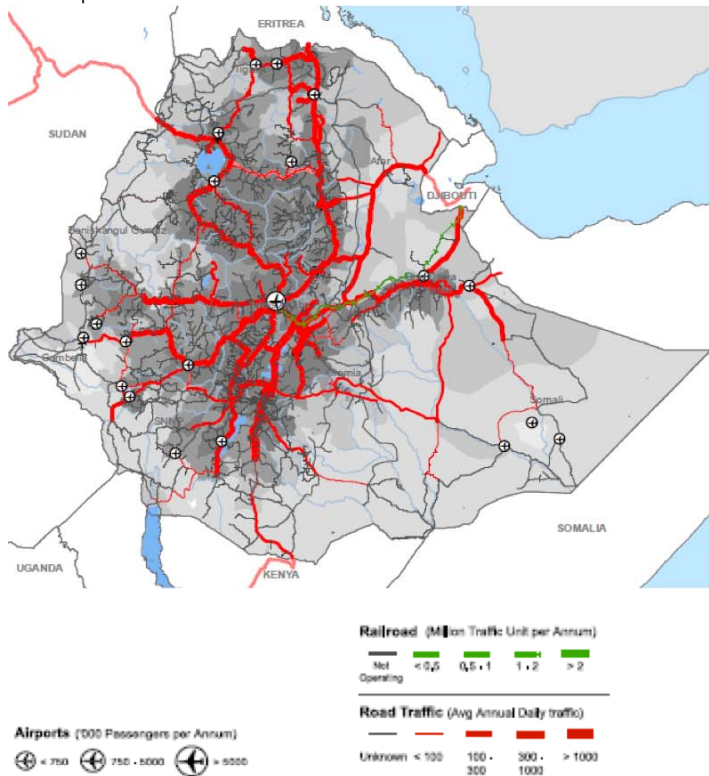 ERITREA
Tigray
SUDAN
Afar
DJIBOUTI
Somali
SNNP
SOMALIA
UGANDA
KENYA
Railroad (Million Traffic Unit per Annum)
Not Operating
< 0,5
0,5 - 1
1 - 2
> 2
Road Traffic (Avg Annual Daily traffic)
Unknown
< 100
100 - 300
300 - 1000
> 1000
Airports ('000 Passengers per Annum)
< 750
750 - 5000
> 5000